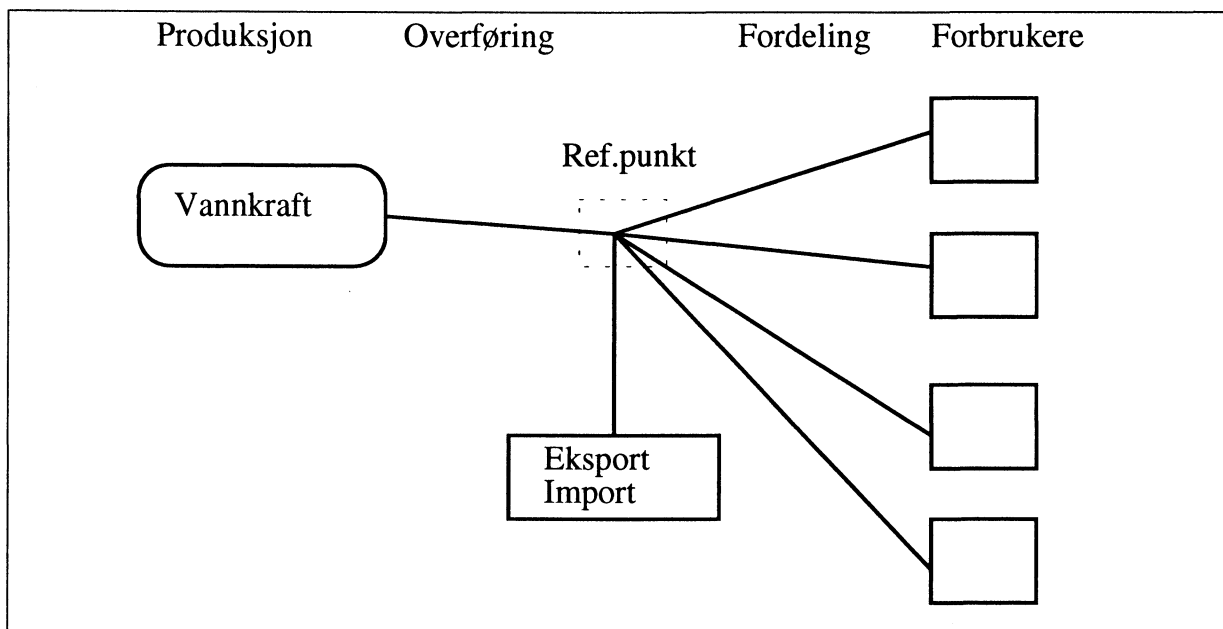 Produksjon Overføring Fordeling Forbrukere
Ref.punkt
Vannkraft
Eksport
Import